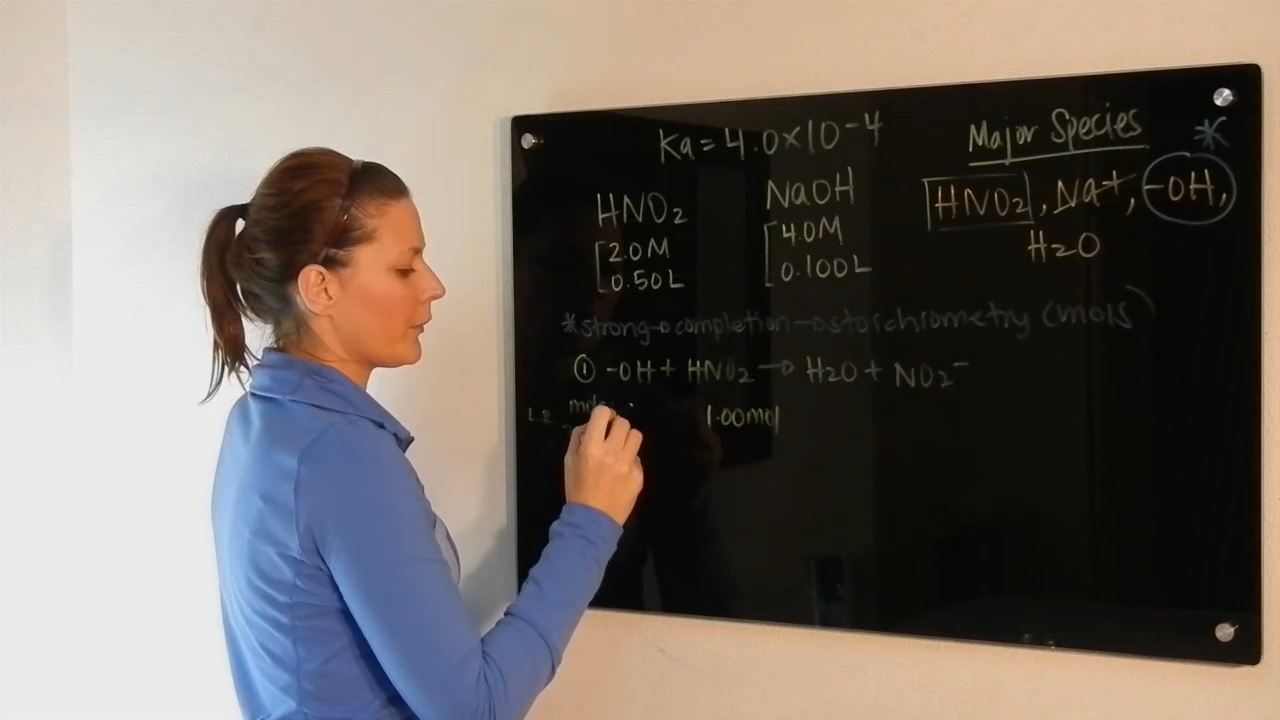 Ka = 4.0×10⁻⁴
Major Species *
HNO₂, Na+, -OH,
H₂O
HNO₂
2.0M
0.50L
NaOH
4.0M
0.100L
*strong→completion→stoichiometry (mols)
① -OH + HNO₂ → H₂O + NO₂⁻
1.00mol